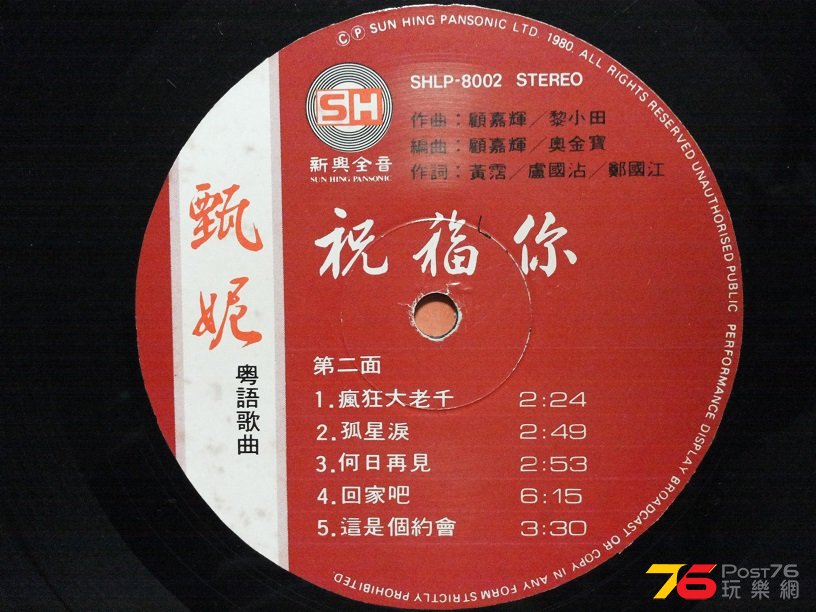 ⒸⓅ SUN HING PANSONIC LTD. 1980. ALL RIGHTS RESERVED UNAUTHORISED PUBLIC PERFORMANCE DISPLAY BROADCAST OR COPY IN ANY FORM STRICTLY PROHIBITED.
SH
新興全音
SUN HING PANSONIC
SHLP-8002 STEREO
作曲：顧嘉輝／黎小田
編曲：顧嘉輝／奧金寶
作詞：黃霑／盧國沾／鄭國江
甄妮
粵語歌曲
祝福你
第二面
1.瘋狂大老千 2:24
2.孤星淚 2:49
3.何日再見 2:53
4.回家吧 6:15
5.這是個約會 3:30
76 Post76
玩樂網